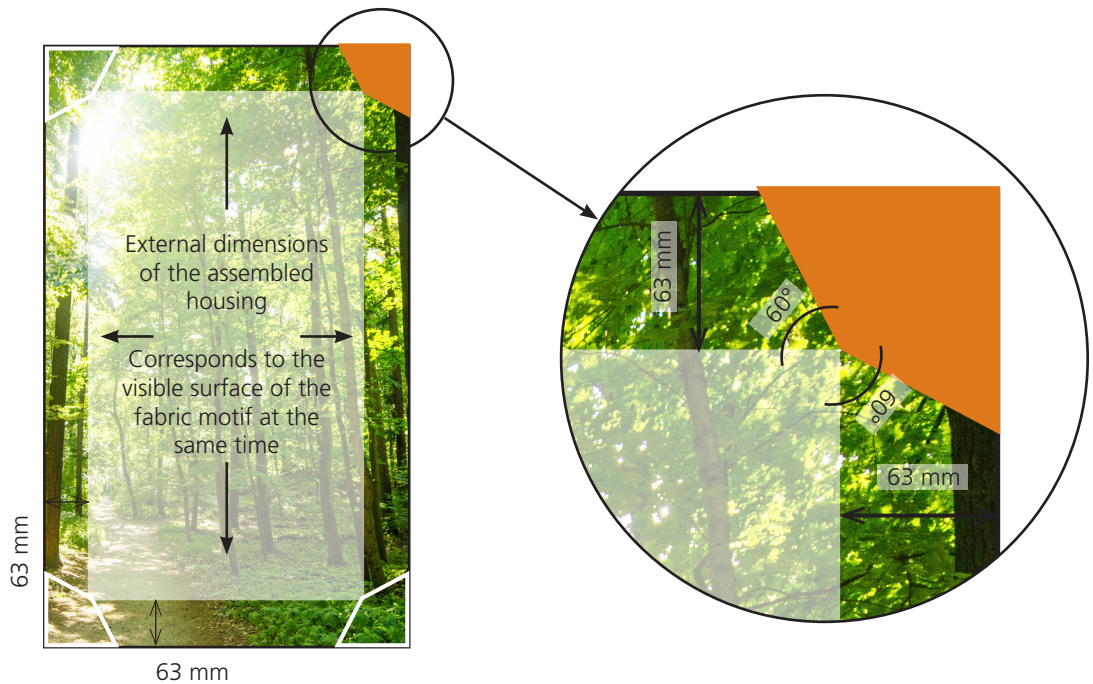 External dimensions
of the assembled
housing
Corresponds to the
visible surface of the
fabric motif at the
same time
63 mm
63 mm
63 mm
60°
60°
63 mm